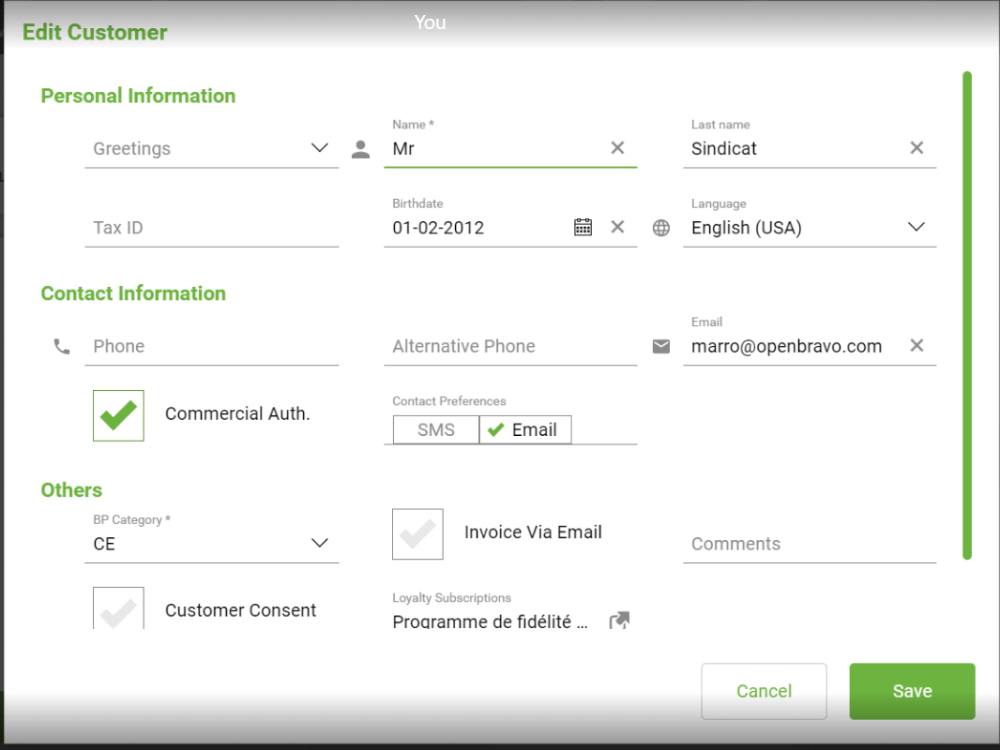 You
Edit Customer
Personal Information
Greetings
Name *
Mr
Last name
Sindicat
Tax ID
Birthdate
01-02-2012
Language
English (USA)
Contact Information
Phone
Alternative Phone
Email
marro@openbravo.com
Commercial Auth.
Contact Preferences
SMS
Email
Others
BP Category *
CE
Invoice Via Email
Comments
Customer Consent
Loyalty Subscriptions
Programme de fidélité ...
Cancel
Save